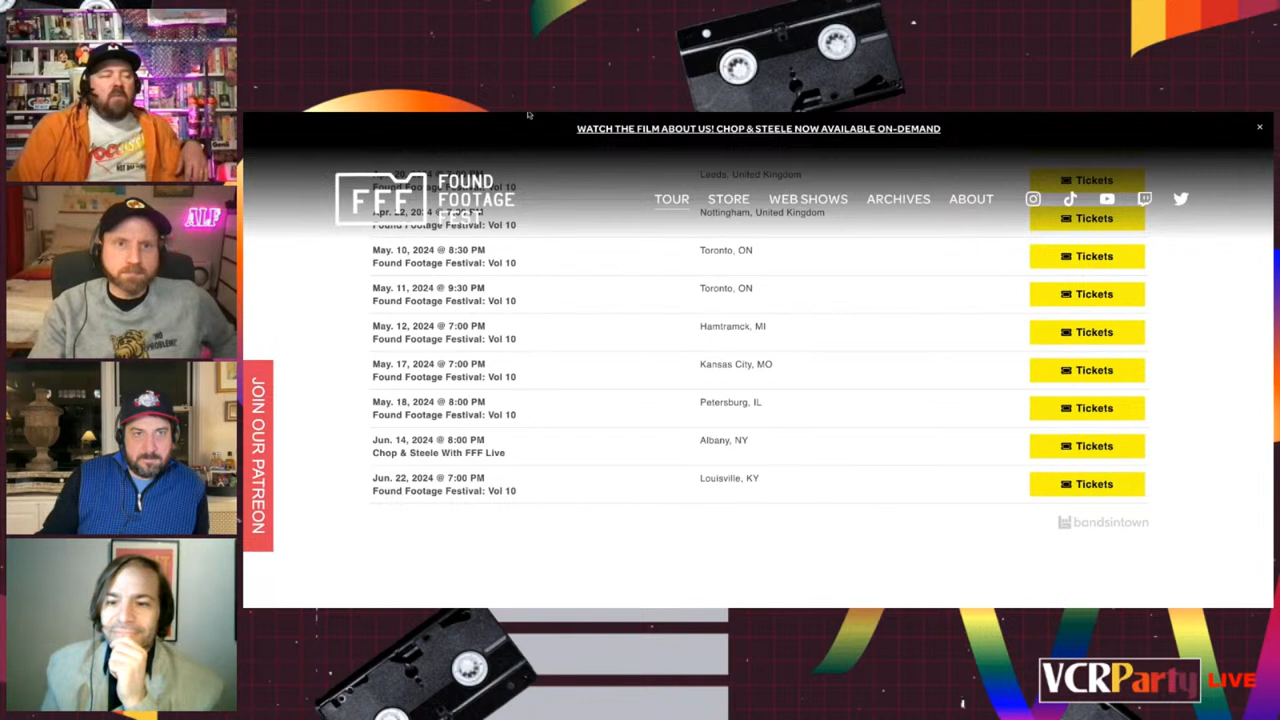 WATCH THE FILM ABOUT US! CHOP & STEELE NOW AVAILABLE ON-DEMAND
×
FFF
FOUND
FOOTAGE
FEST
TOUR STORE WEB SHOWS ARCHIVES ABOUT
Leeds, United Kingdom
Tickets
Found Footage Festival: Vol 10
Apr. 22, 2024
Nottingham, United Kingdom
Tickets
Found Footage Festival: Vol 10
May. 10, 2024 @ 8:30 PM
Toronto, ON
Tickets
Found Footage Festival: Vol 10
May. 11, 2024 @ 9:30 PM
Toronto, ON
Tickets
Found Footage Festival: Vol 10
May. 12, 2024 @ 7:00 PM
Hamtramck, MI
Tickets
Found Footage Festival: Vol 10
May. 17, 2024 @ 7:00 PM
Kansas City, MO
Tickets
Found Footage Festival: Vol 10
May. 18, 2024 @ 8:00 PM
Petersburg, IL
Tickets
Found Footage Festival: Vol 10
Jun. 14, 2024 @ 8:00 PM
Albany, NY
Tickets
Chop & Steele With FFF Live
Jun. 22, 2024 @ 7:00 PM
Louisville, KY
Tickets
Found Footage Festival: Vol 10
bandsintown
JOIN OUR PATREON
ALF
"NO
PROBLEM!"
VCRParty LIVE